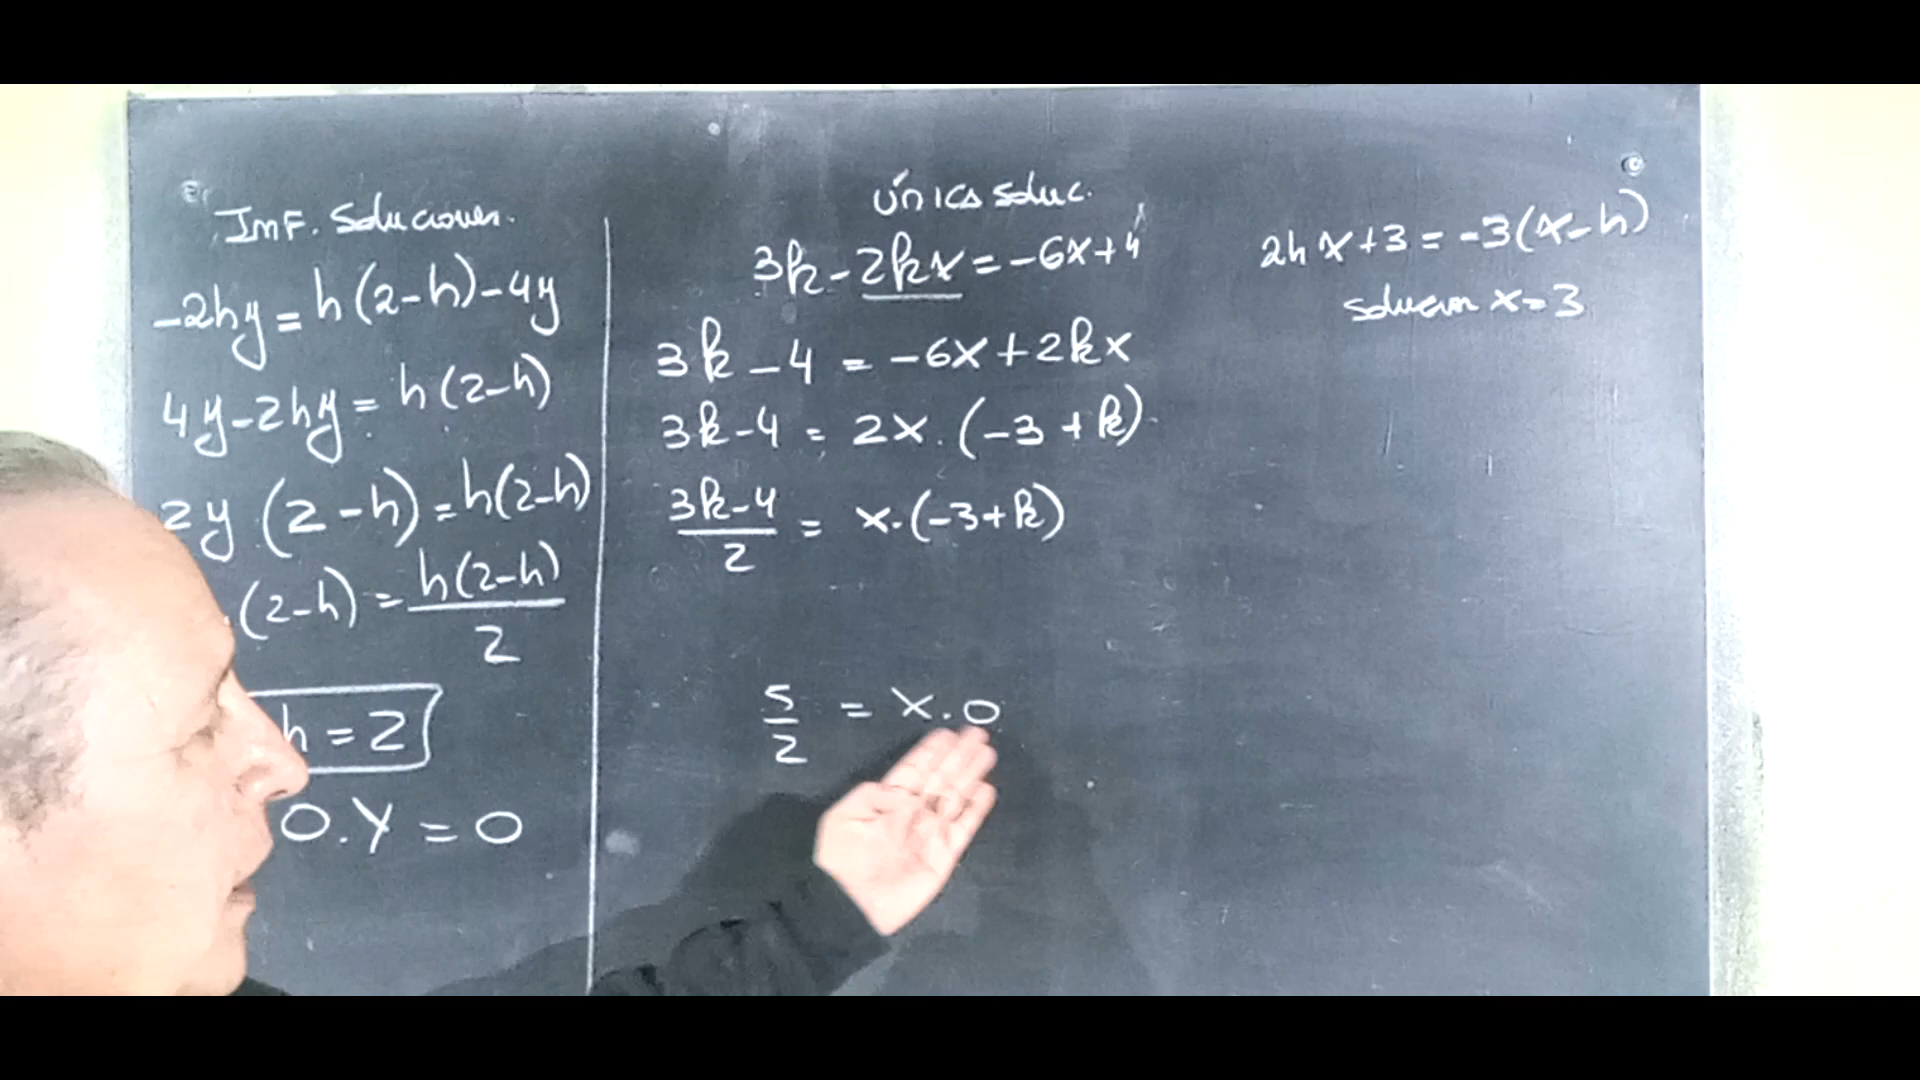 Inf. Soluciones.
-2hy = h(2-h)-4y
4y-2hy = h(2-h)
2y.(2-h) = h(2-h)
.(2-h) = h(2-h)/2
h = 2
0.y = 0
Única soluc.
3k - 2kx = -6x+4
3k - 4 = -6x+2kx
3k-4 = 2x.(-3+k)
3k-4/2 = x.(-3+k)
5/2 = x.0
2hx+3 = -3(x-h)
solución x=3